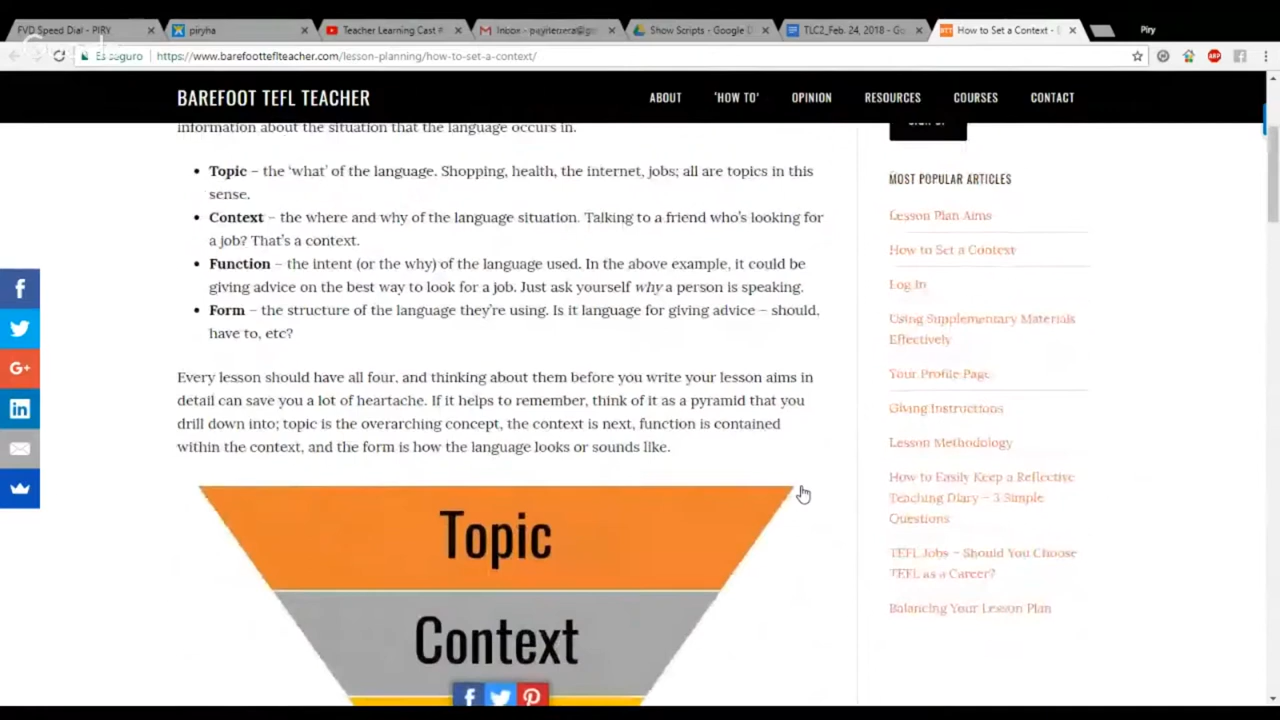 FVD Speed Dial - PIRY
piryha
Teacher Learning Cast #
Inbox -
Show Scripts - Google D
TLC2_Feb. 24, 2018 - Goo
How to Set a Context -
Piry
Es seguro
https://www.barefootteflteacher.com/lesson-planning/how-to-set-a-context/
BAREFOOT TEFL TEACHER
ABOUT
'HOW TO'
OPINION
RESOURCES
COURSES
CONTACT
information about the situation that the language occurs in.
• Topic – the 'what' of the language. Shopping, health, the internet, jobs; all are topics in this
sense.
• Context – the where and why of the language situation. Talking to a friend who's looking for
a job? That's a context.
• Function – the intent (or the why) of the language used. In the above example, it could be
giving advice on the best way to look for a job. Just ask yourself why a person is speaking.
• Form – the structure of the language they're using. Is it language for giving advice – should,
have to, etc?
Every lesson should have all four, and thinking about them before you write your lesson aims in
detail can save you a lot of heartache. If it helps to remember, think of it as a pyramid that you
drill down into; topic is the overarching concept, the context is next, function is contained
within the context, and the form is how the language looks or sounds like.
Topic
Context
MOST POPULAR ARTICLES
Lesson Plan Aims
How to Set a Context
Log In
Using Supplementary Materials
Effectively
Your Profile Page
Giving Instructions
Lesson Methodology
How to Easily Keep a Reflective
Teaching Diary – 3 Simple
Questions
TEFL Jobs – Should You Choose
TEFL as a Career?
Balancing Your Lesson Plan